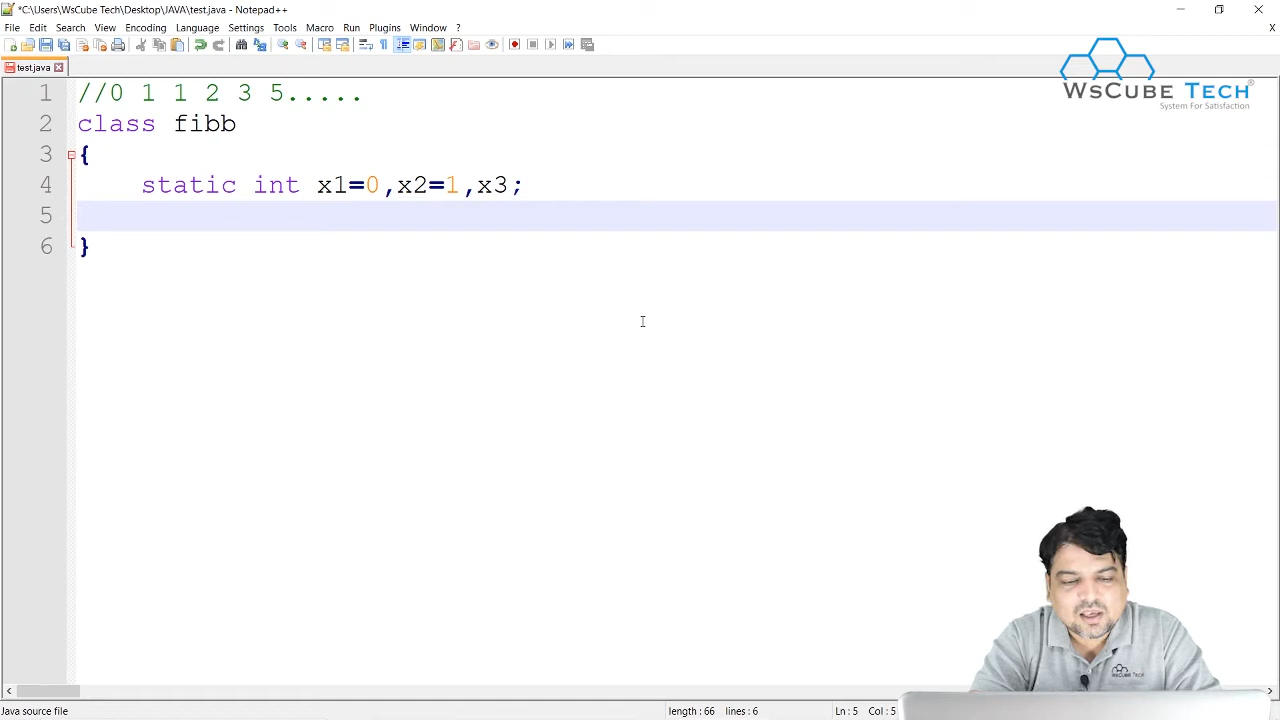 *C:\Users\WsCube Tech\Desktop\JAVA\test.java - Notepad++
File Edit Search View Encoding Language Settings Tools Macro Run Plugins Window ?
X
test.java
WsCube Tech®
System For Satisfaction
1 //0 1 1 2 3 5.....
2 class fibb
3 {
4 static int x1=0,x2=1,x3;
5
6 }
WsCube Tech
Java source file length: 66 lines: 6 Ln: 5 Col: 5